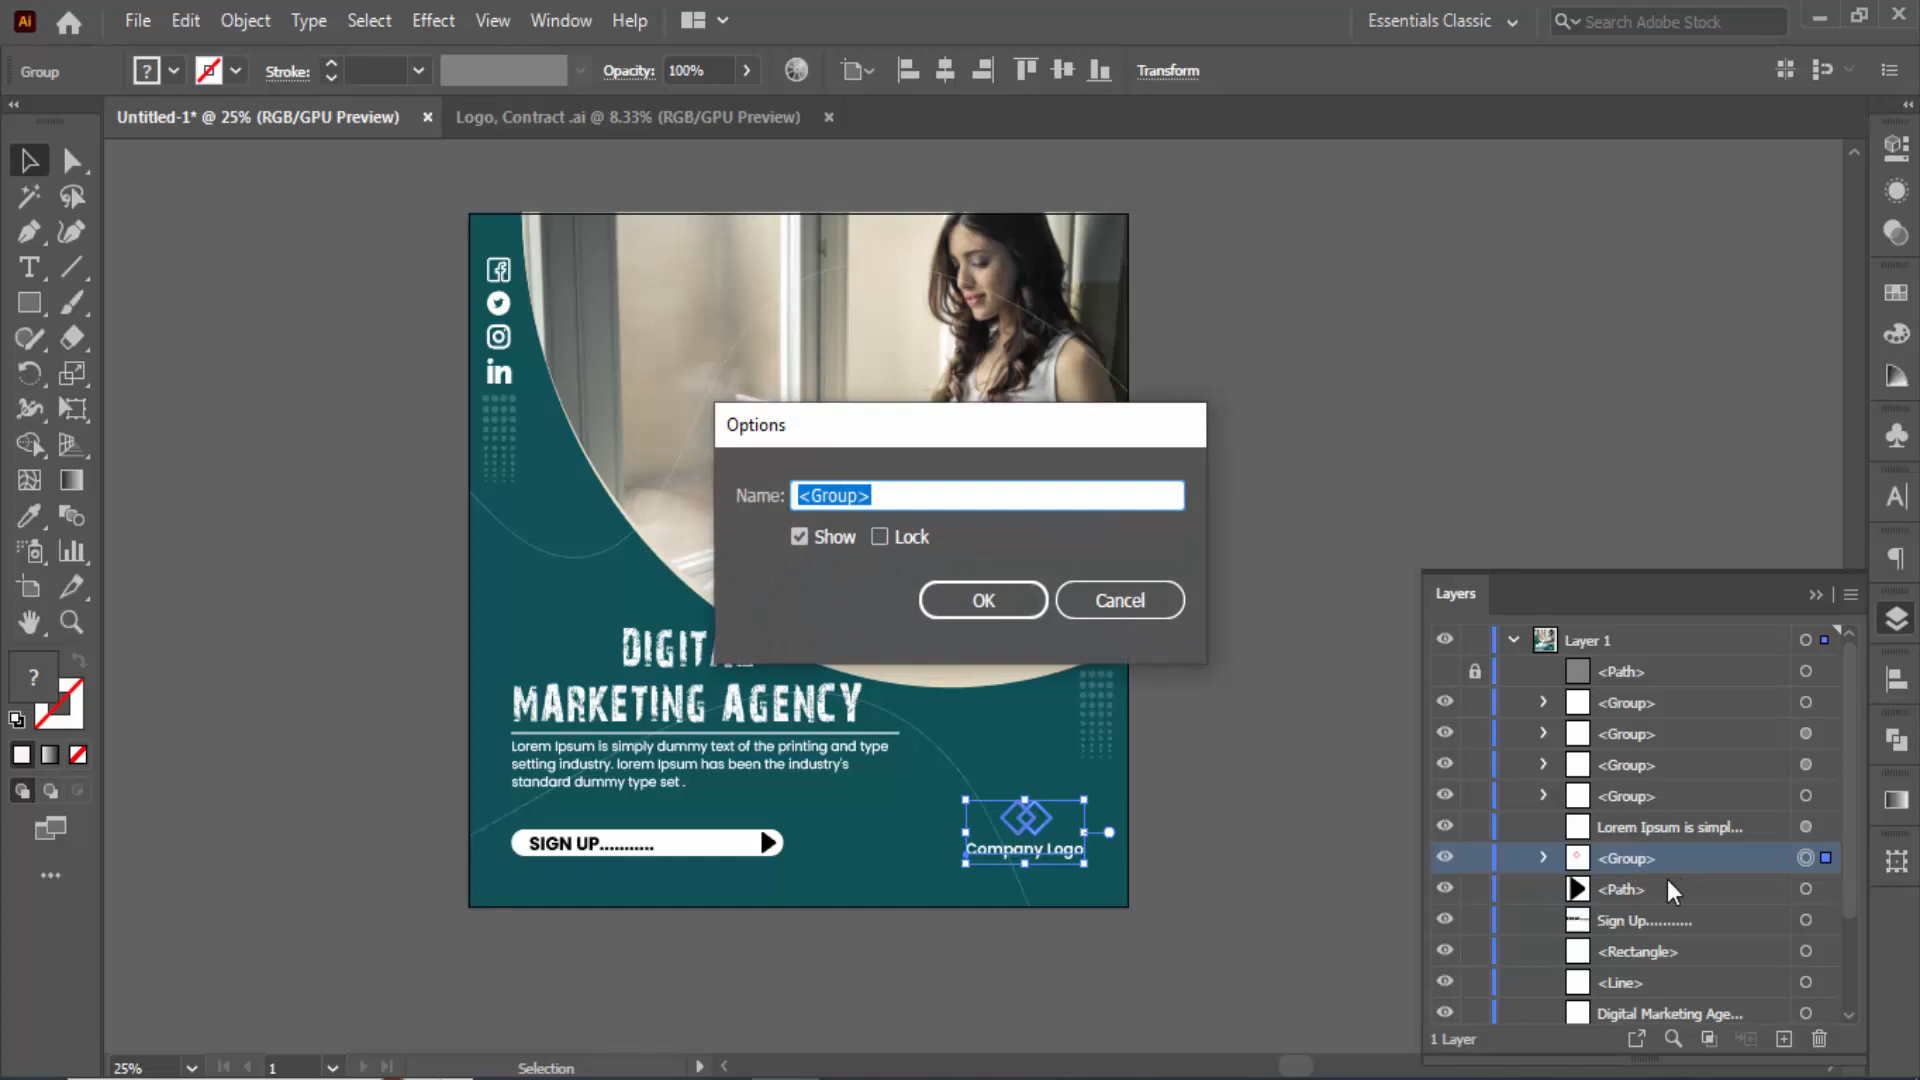 Ai File Edit Object Type Select Effect View Window Help Essentials Classic Search Adobe Stock
Group ? Stroke: Opacity: 100% Transform
Untitled-1* @ 25% (RGB/GPU Preview) × Logo, Contract .ai @ 8.33% (RGB/GPU Preview) ×
in
Options
Name: <Group>
Show Lock
OK Cancel
DIGITAL
MARKETING AGENCY
Lorem Ipsum is simply dummy text of the printing and type
setting industry. lorem Ipsum has been the industry's
standard dummy type set .
SIGN UP...........
Company Logo
Layers
Layer 1
<Path>
<Group>
<Group>
<Group>
<Group>
Lorem Ipsum is simpl...
<Group>
<Path>
Sign Up...........
<Rectangle>
<Line>
Digital Marketing Age...
1 Layer
25% 1 Selection